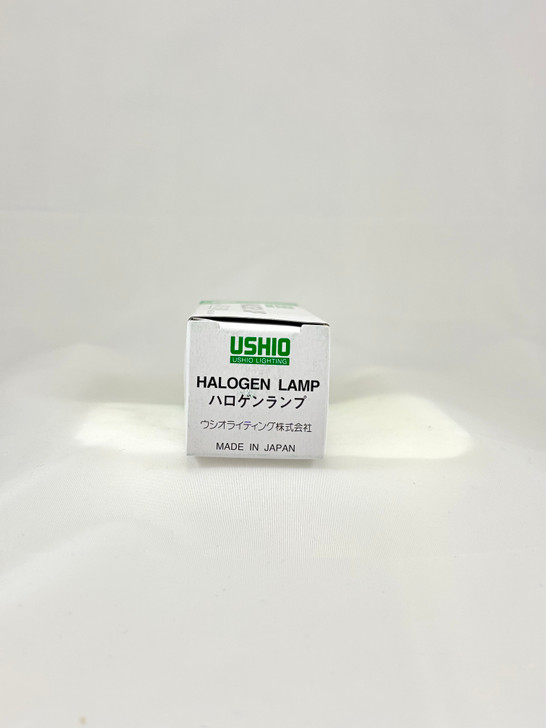 USHIO
USHIO LIGHTING
HALOGEN LAMP
ハロゲンランプ
ウシオライティング株式会社
MADE IN JAPAN